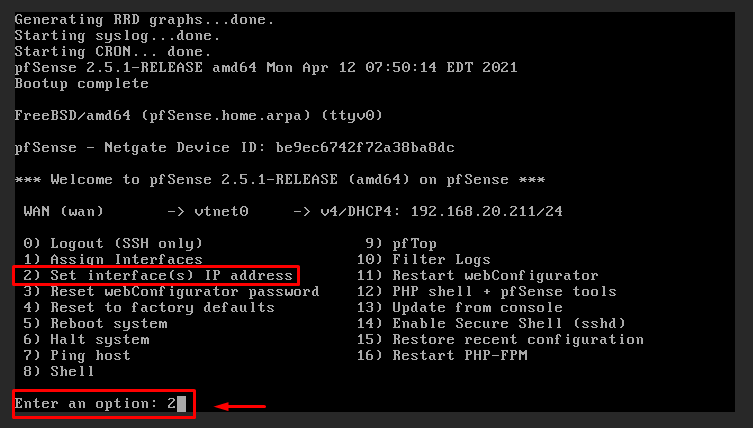 Generating RRD graphs...done.
Starting syslog...done.
Starting CRON... done.
pfSense 2.5.1-RELEASE amd64 Mon Apr 12 07:50:14 EDT 2021
Bootup complete
FreeBSD/amd64 (pfSense.home.arpa) (ttyv0)
pfSense - Netgate Device ID: be9ec6742f72a38ba8dc
*** Welcome to pfSense 2.5.1-RELEASE (amd64) on pfSense ***
WAN (wan) -> vtnet0 -> v4/DHCP4: 192.168.20.211/24
0) Logout (SSH only) 9) pfTop
1) Assign Interfaces 10) Filter Logs
2) Set interface(s) IP address 11) Restart webConfigurator
3) Reset webConfigurator password 12) PHP shell + pfSense tools
4) Reset to factory defaults 13) Update from console
5) Reboot system 14) Enable Secure Shell (sshd)
6) Halt system 15) Restore recent configuration
7) Ping host 16) Restart PHP-FPM
8) Shell
Enter an option: 2